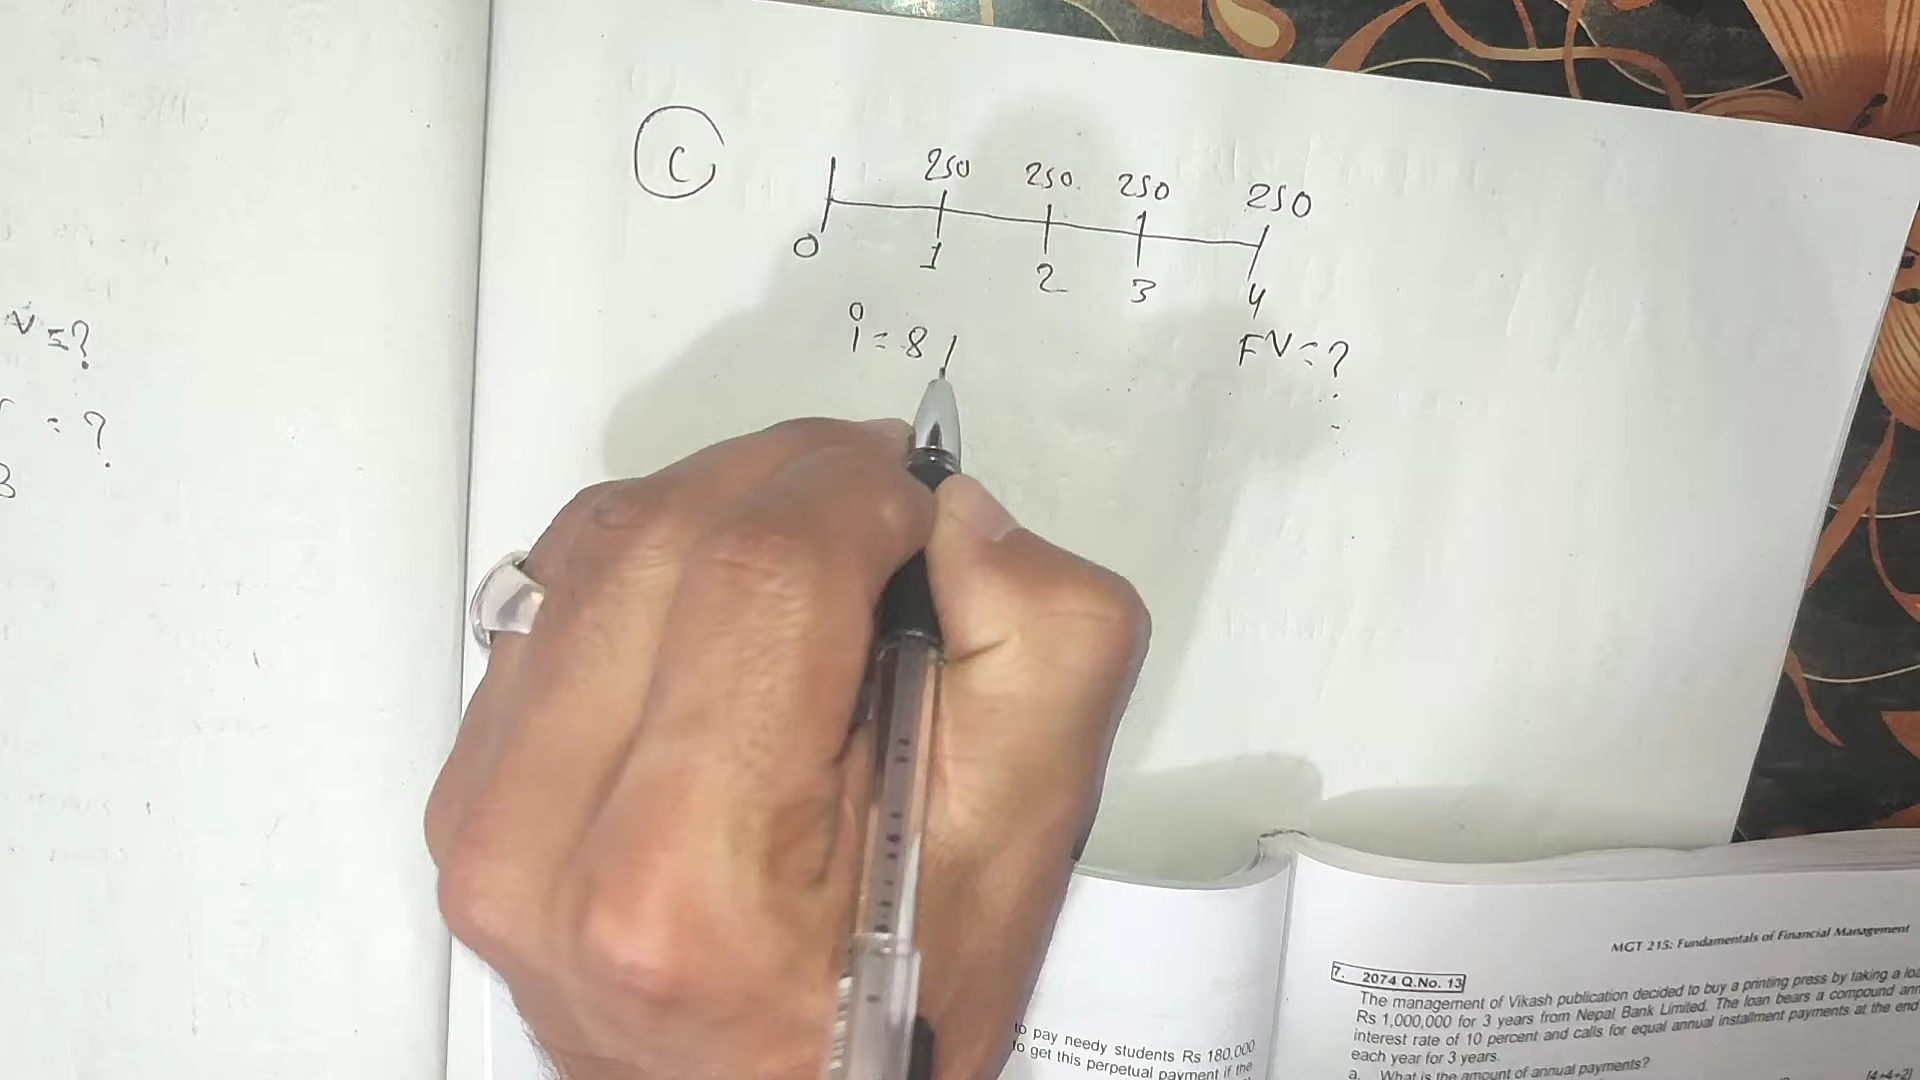 C
250 250. 250 250
0 1 2 3 4
i = 8 /
FV = ?
V = ?
= ?
MGT 215: Fundamentals of Financial Management
7. 2074 Q.No. 13
The management of Vikash publication decided to buy a printing press by taking a
Rs 1,000,000 for 3 years from Nepal Bank Limited. The loan bears a compound
interest rate of 10 percent and calls for equal annual installment payments at the end
each year for 3 years.
a. What is the amount of annual payments?
[4+4+2]
to pay needy students Rs 180,000
to get this perpetual payment if the